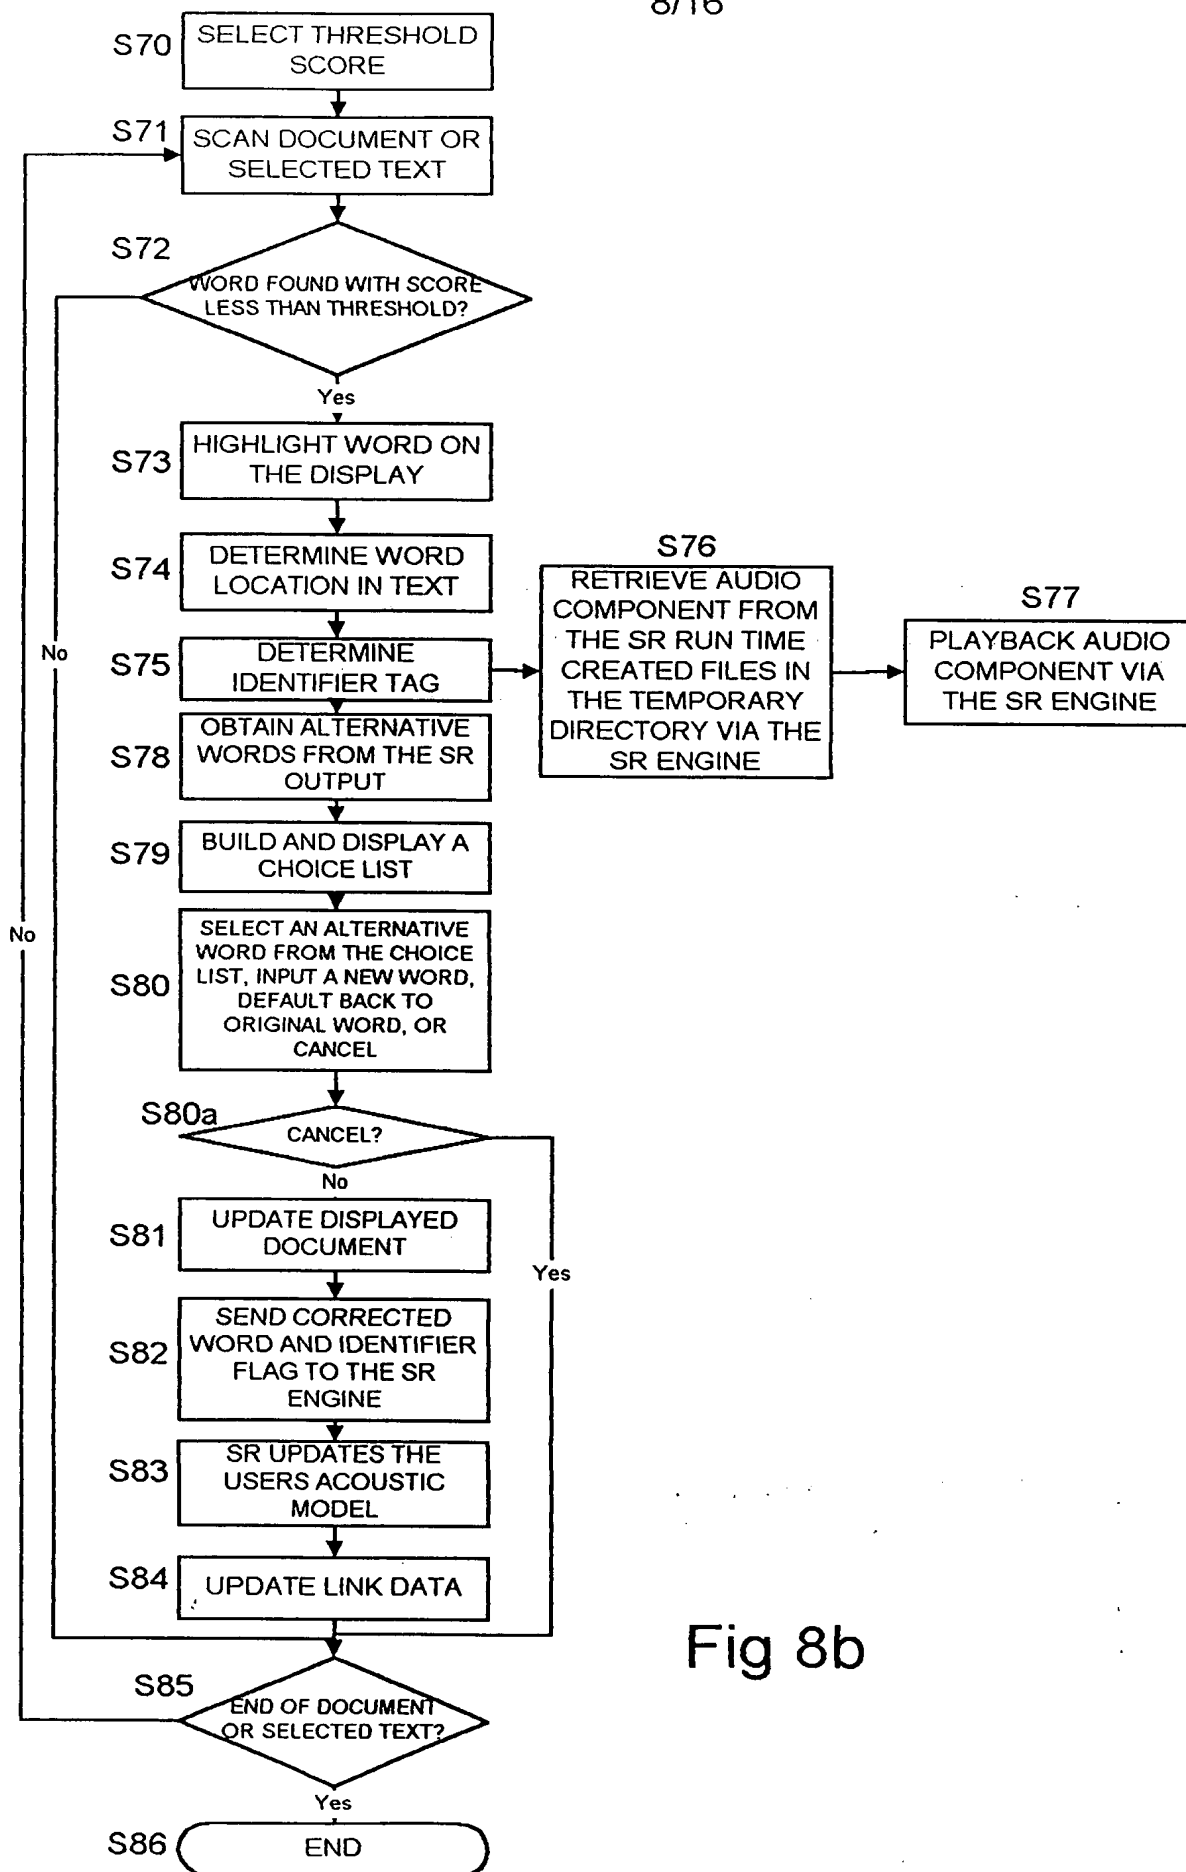 8/16
S70
SELECT THRESHOLD
SCORE
S71
SCAN DOCUMENT OR
SELECTED TEXT
S72
WORD FOUND WITH SCORE
LESS THAN THRESHOLD?
Yes
No
S73
HIGHLIGHT WORD ON
THE DISPLAY
S74
DETERMINE WORD
LOCATION IN TEXT
S75
DETERMINE
IDENTIFIER TAG
S76
RETRIEVE AUDIO
COMPONENT FROM
THE SR RUN TIME
CREATED FILES IN
THE TEMPORARY
DIRECTORY VIA THE
SR ENGINE
S77
PLAYBACK AUDIO
COMPONENT VIA
THE SR ENGINE
S78
OBTAIN ALTERNATIVE
WORDS FROM THE SR
OUTPUT
S79
BUILD AND DISPLAY A
CHOICE LIST
No
S80
SELECT AN ALTERNATIVE
WORD FROM THE CHOICE
LIST, INPUT A NEW WORD,
DEFAULT BACK TO
ORIGINAL WORD, OR
CANCEL
S80a
CANCEL?
No
Yes
S81
UPDATE DISPLAYED
DOCUMENT
S82
SEND CORRECTED
WORD AND IDENTIFIER
FLAG TO THE SR
ENGINE
S83
SR UPDATES THE
USERS ACOUSTIC
MODEL
S84
UPDATE LINK DATA
S85
END OF DOCUMENT
OR SELECTED TEXT?
Yes
S86
END
Fig 8b